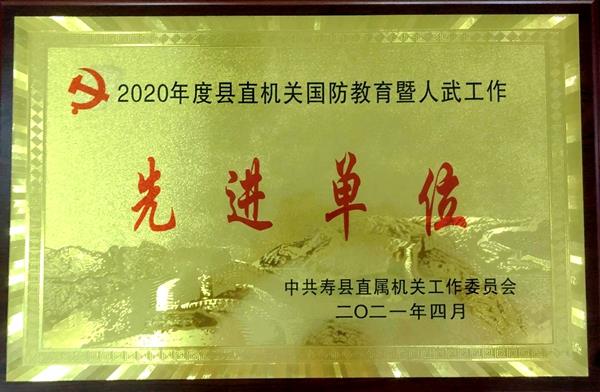 2020年度县直机关国防教育暨人武工作
先进单位
中共寿县直属机关工作委员会
二〇二一年四月